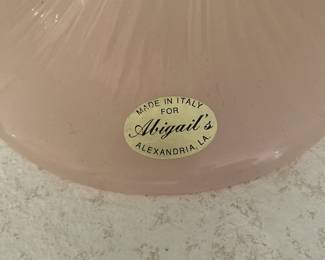 MADE IN ITALY
FOR
Abigail's
ALEXANDRIA, LA.